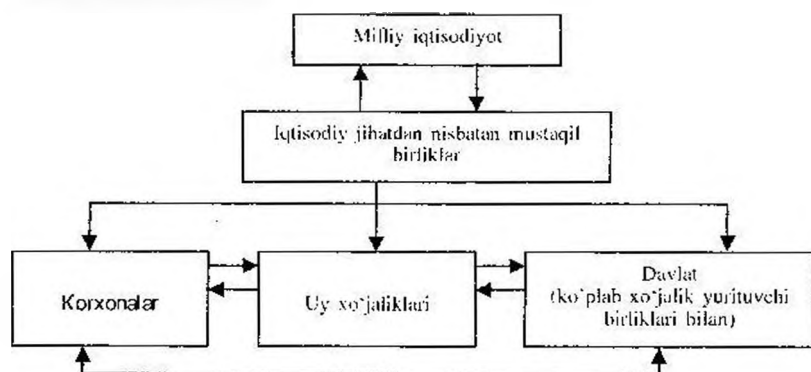 Milliy iqtisodiyot
Iqtisodiy jihatdan nisbatan mustaqil
birliklar
Korxonalar
Uy xo‘jaliklari
Davlat
(ko‘plab xo‘jalik yurituvchi
birliklari bilan)